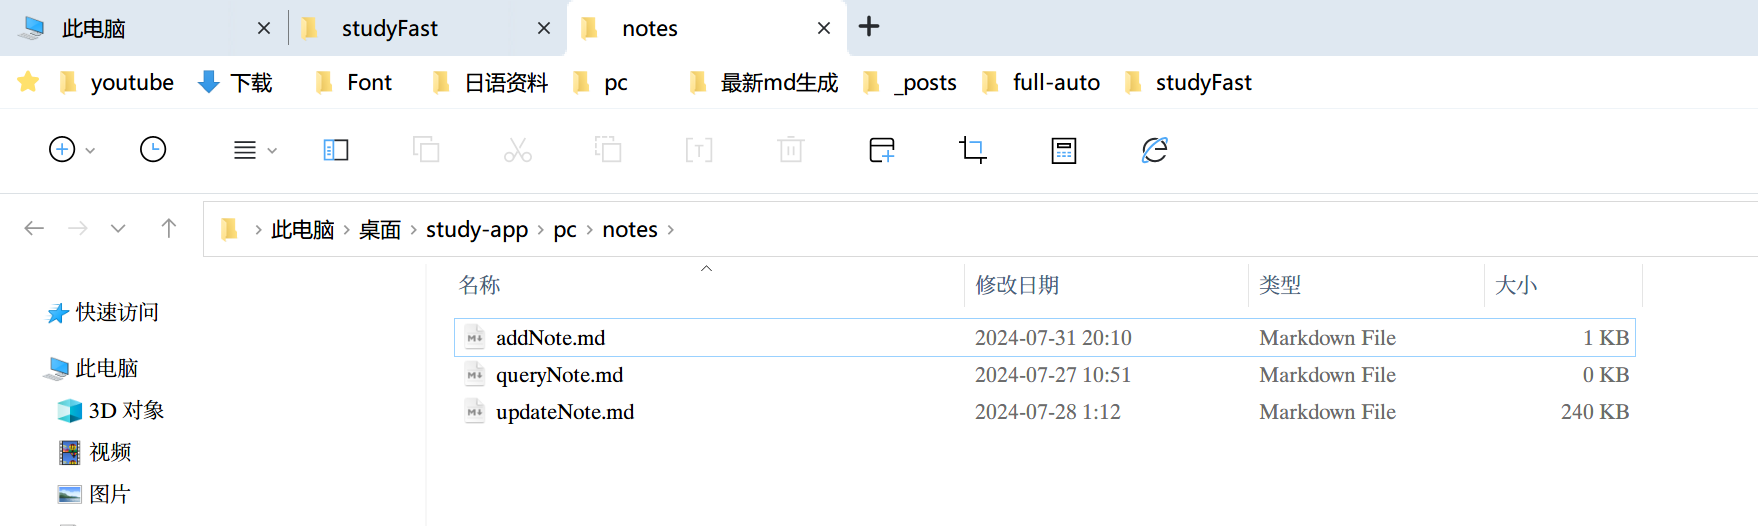 此电脑 studyFast notes
youtube 下载 Font 日语资料 pc 最新md生成 _posts full-auto studyFast
此电脑 桌面 study-app pc notes
名称 修改日期 类型 大小
快速访问
此电脑
3D 对象
视频
图片
addNote.md 2024-07-31 20:10 Markdown File 1 KB
queryNote.md 2024-07-27 10:51 Markdown File 0 KB
updateNote.md 2024-07-28 1:12 Markdown File 240 KB